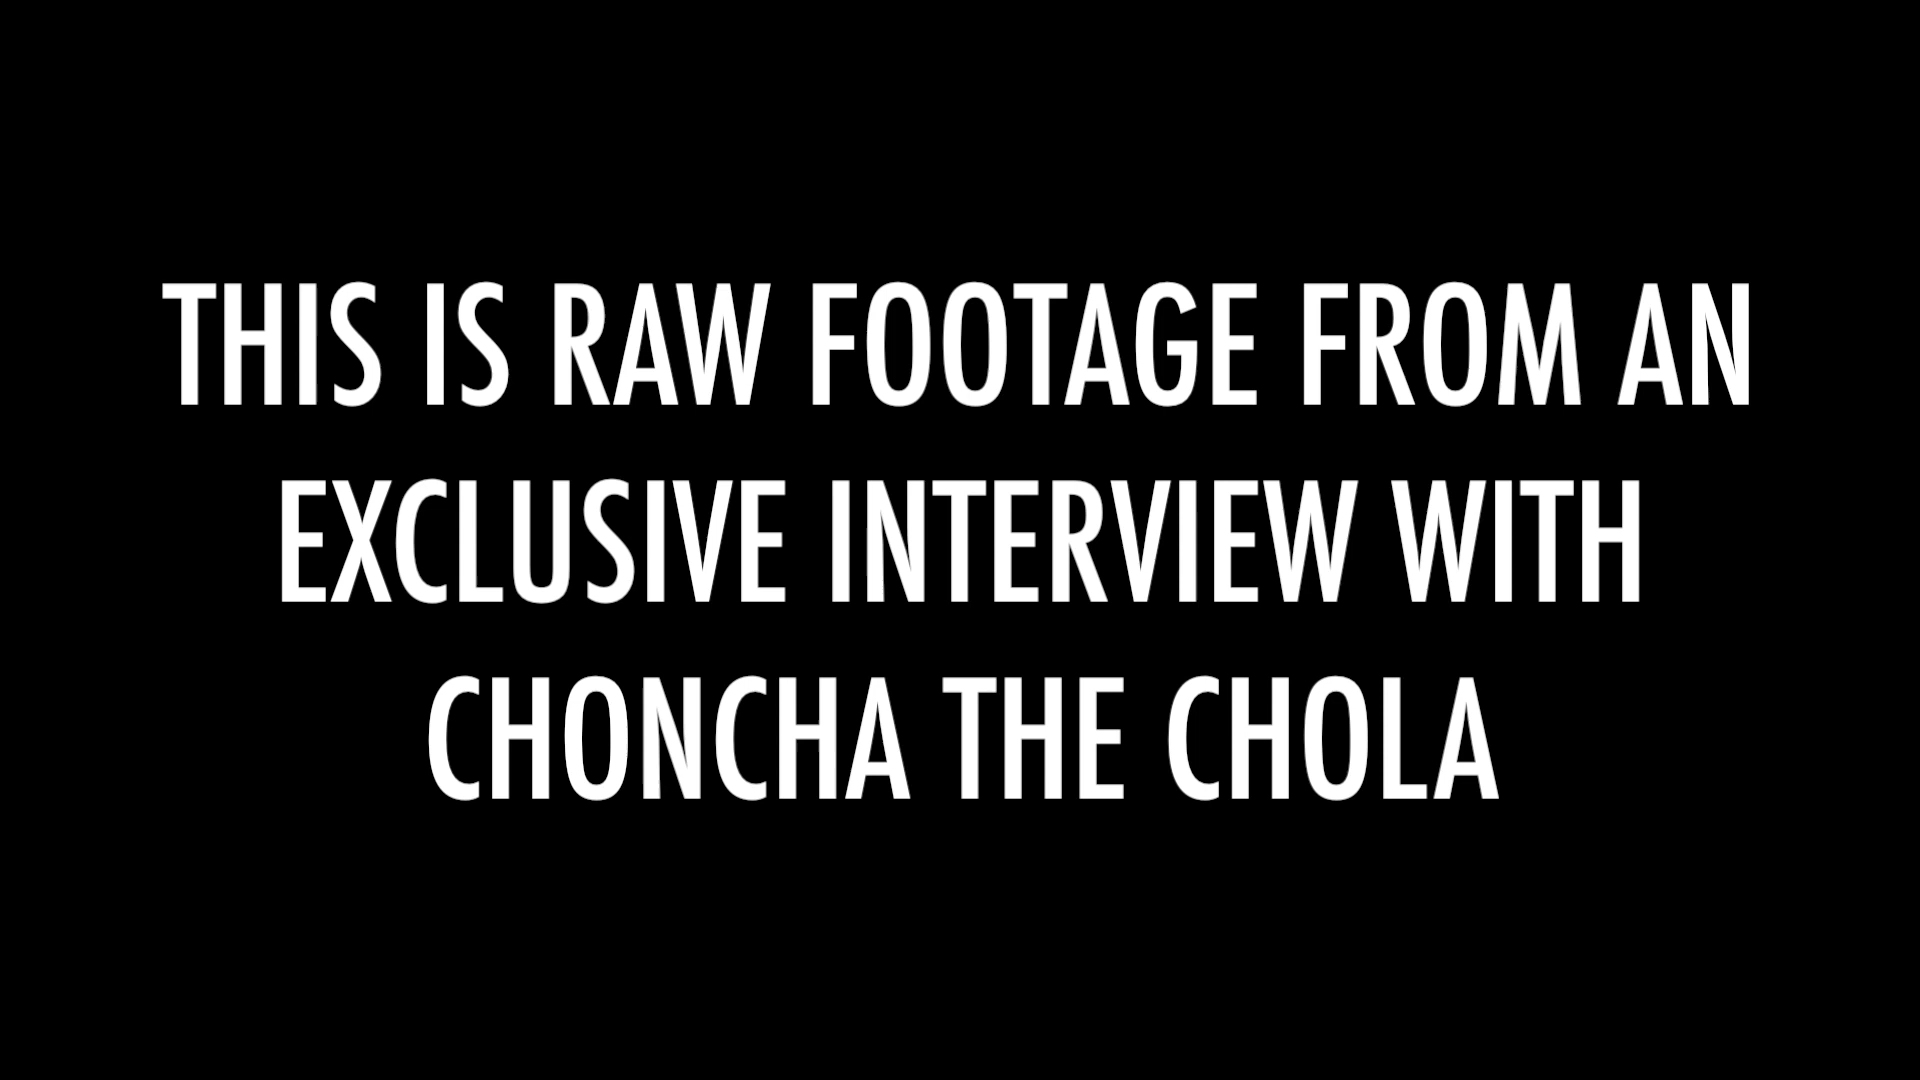 THIS IS RAW FOOTAGE FROM AN
EXCLUSIVE INTERVIEW WITH
CHONCHA THE CHOLA